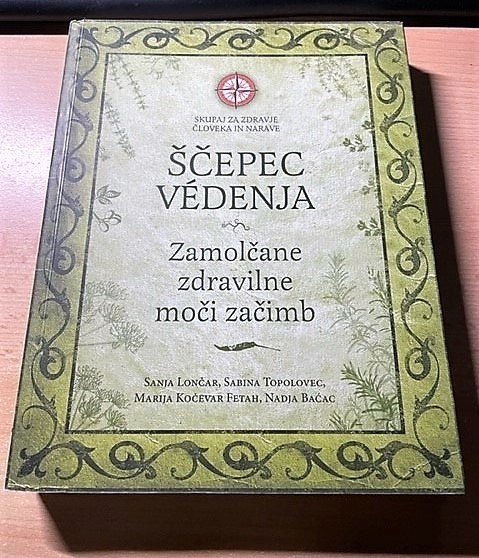 SKUPAJ ZA ZDRAVJE
ČLOVEKA IN NARAVE
ŠČEPEC
VÉDENJA
Zamolčane
zdravilne
moči začimb
SANJA LONČAR, SABINA TOPOLOVEC,
MARIJA KOČEVAR FETAH, NADJA BAĆAC